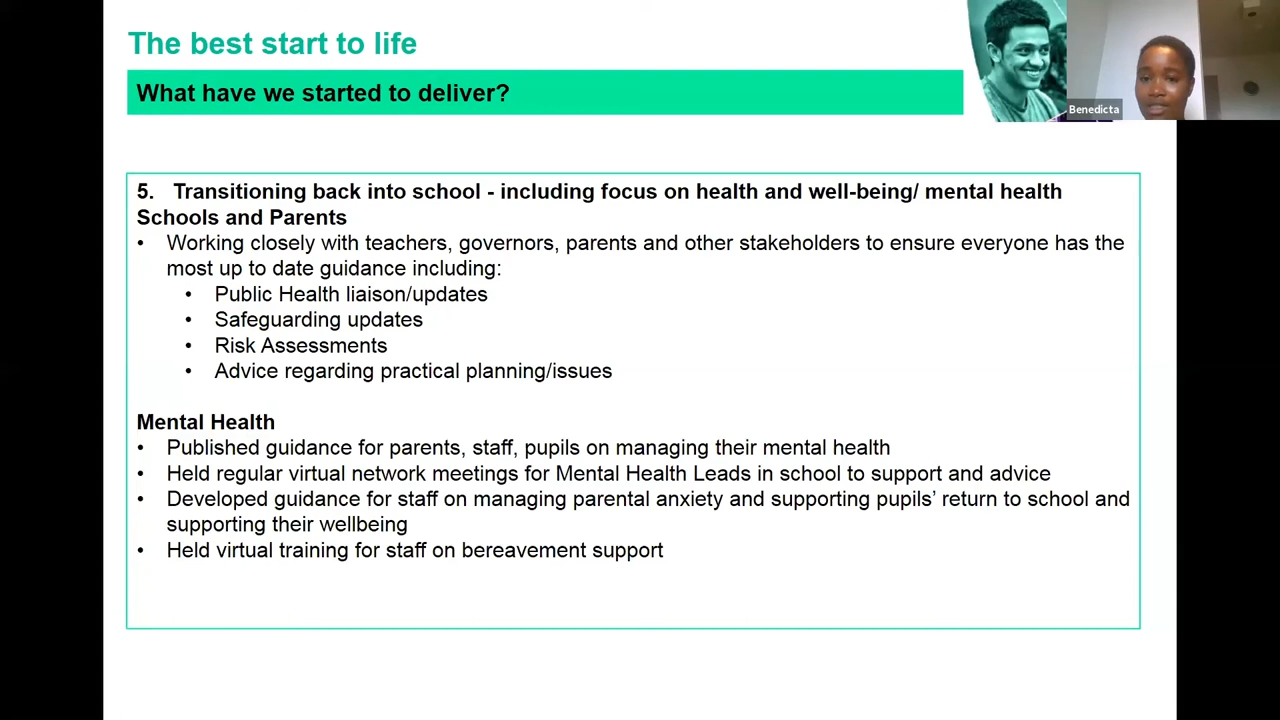 The best start to life
What have we started to deliver?
Benedicta
5. Transitioning back into school - including focus on health and well-being/ mental health
Schools and Parents
• Working closely with teachers, governors, parents and other stakeholders to ensure everyone has the
most up to date guidance including:
• Public Health liaison/updates
• Safeguarding updates
• Risk Assessments
• Advice regarding practical planning/issues
Mental Health
• Published guidance for parents, staff, pupils on managing their mental health
• Held regular virtual network meetings for Mental Health Leads in school to support and advice
• Developed guidance for staff on managing parental anxiety and supporting pupils’ return to school and
supporting their wellbeing
• Held virtual training for staff on bereavement support